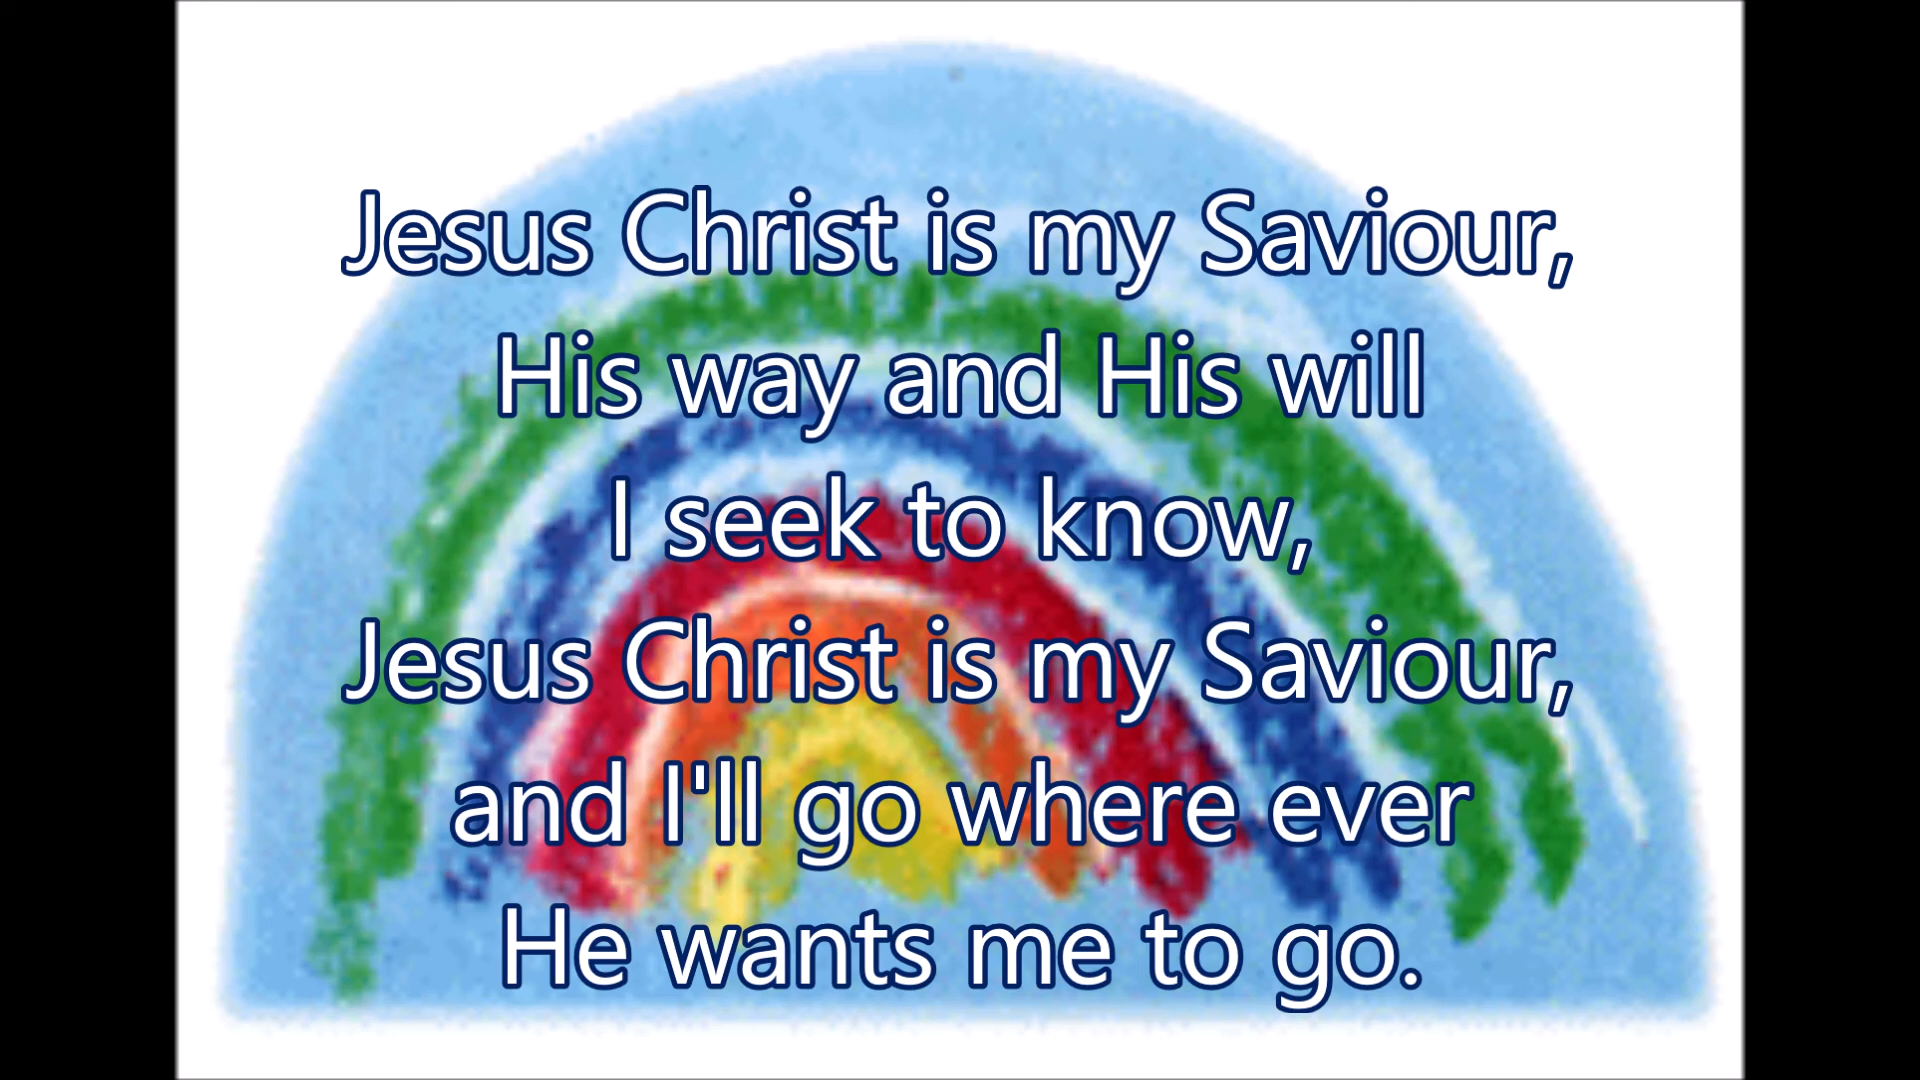 Jesus Christ is my Saviour,
His way and His will
I seek to know,
Jesus Christ is my Saviour,
and I'll go where ever
He wants me to go.